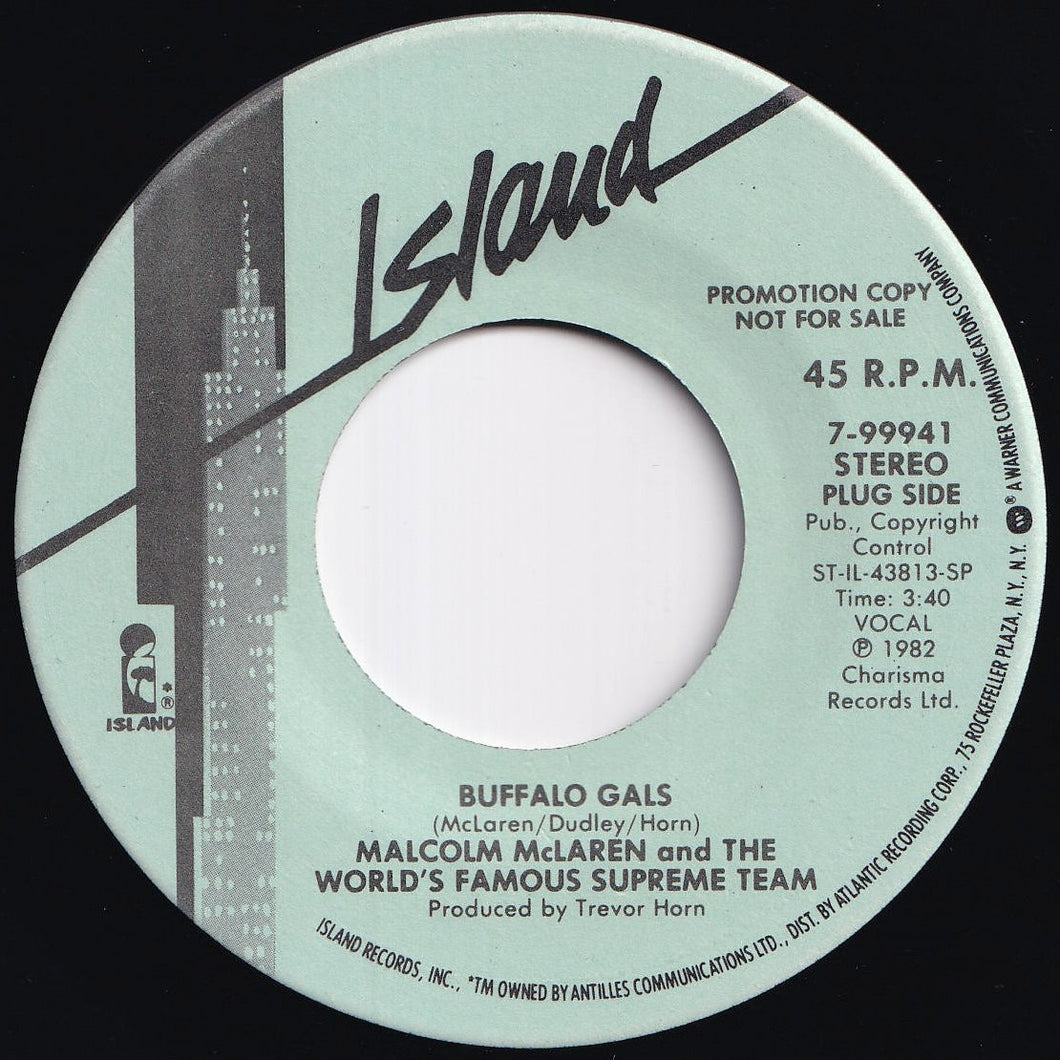 Island
PROMOTION COPY
NOT FOR SALE
45 R.P.M.
7-99941
STEREO
PLUG SIDE
Pub., Copyright
Control
ST-IL-43813-SP
Time: 3:40
VOCAL
℗ 1982
Charisma
Records Ltd.
*®
ISLAND
BUFFALO GALS
(McLaren/Dudley/Horn)
MALCOLM McLAREN and THE
WORLD'S FAMOUS SUPREME TEAM
Produced by Trevor Horn
ISLAND RECORDS, INC., *TM OWNED BY ANTILLES COMMUNICATIONS LTD., DIST. BY ATLANTIC RECORDING CORP., 75 ROCKEFELLER PLAZA, N.Y., N.Y. ® A WARNER COMMUNICATIONS COMPANY